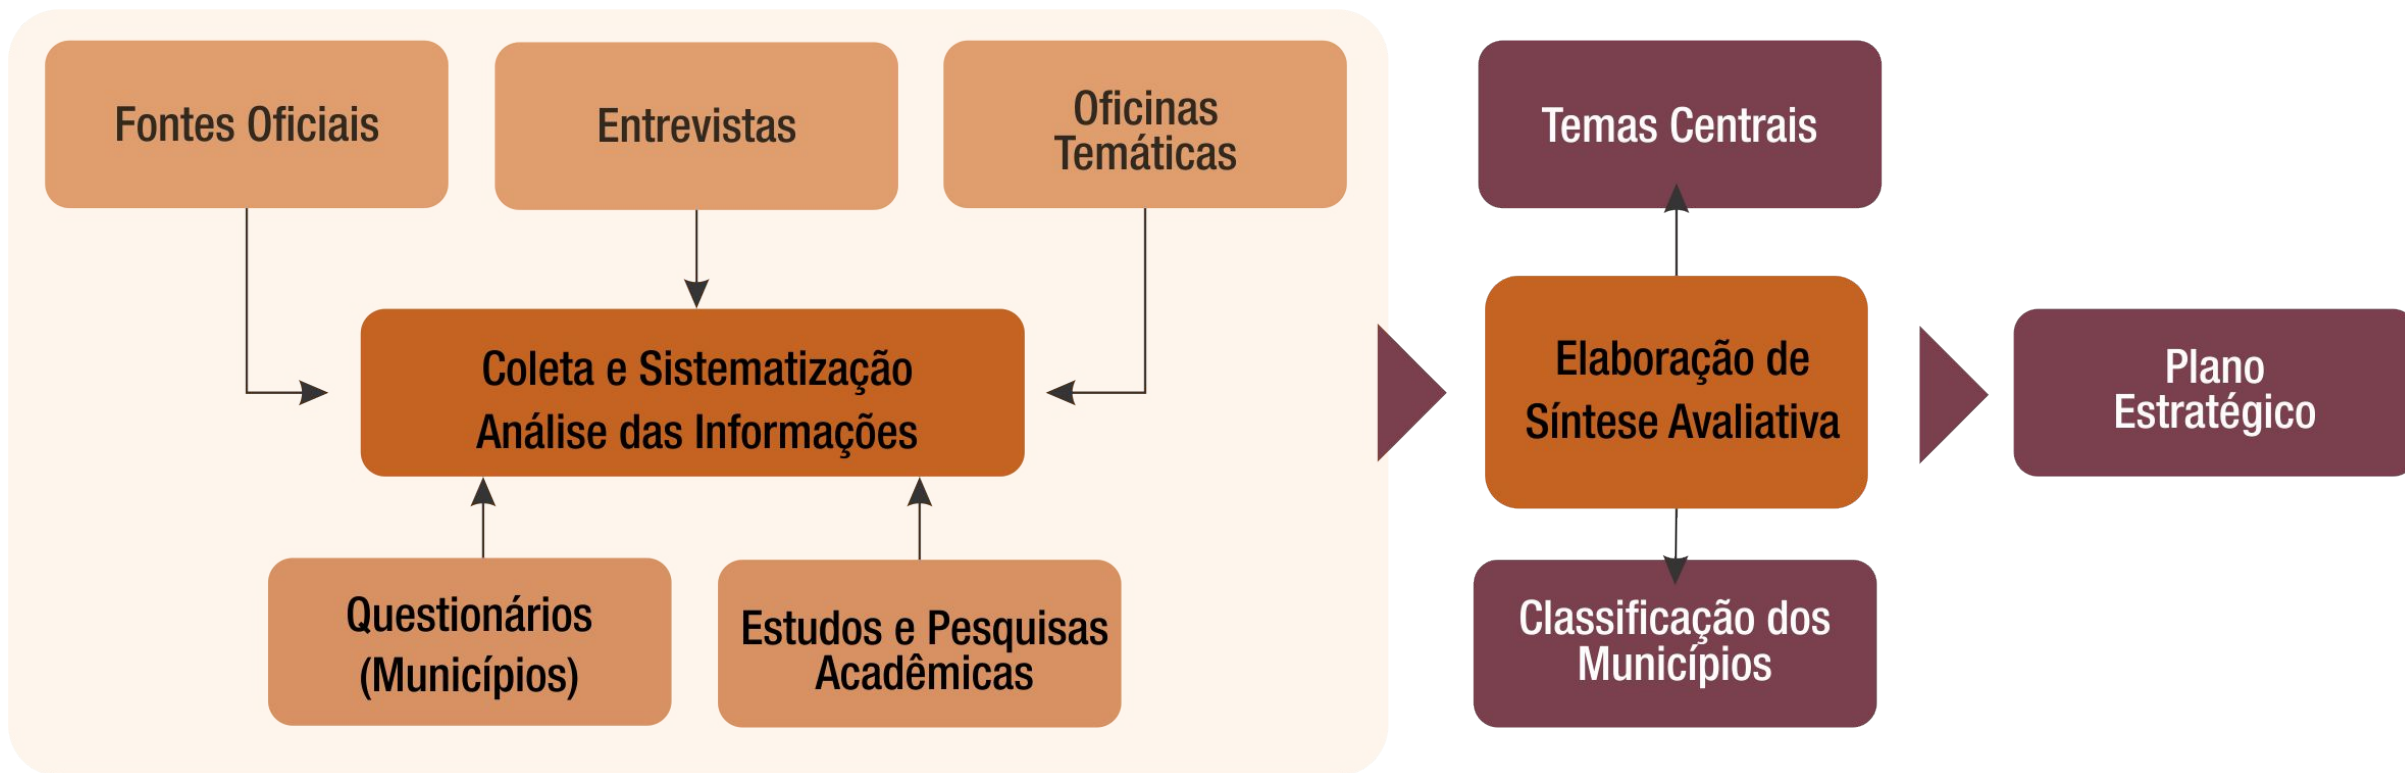 Fontes Oficiais
Entrevistas
Oficinas
Temáticas
Coleta e Sistematização
Análise das Informações
Questionários
(Municípios)
Estudos e Pesquisas
Acadêmicas
Temas Centrais
Elaboração de
Síntese Avaliativa
Classificação dos
Municípios
Plano
Estratégico